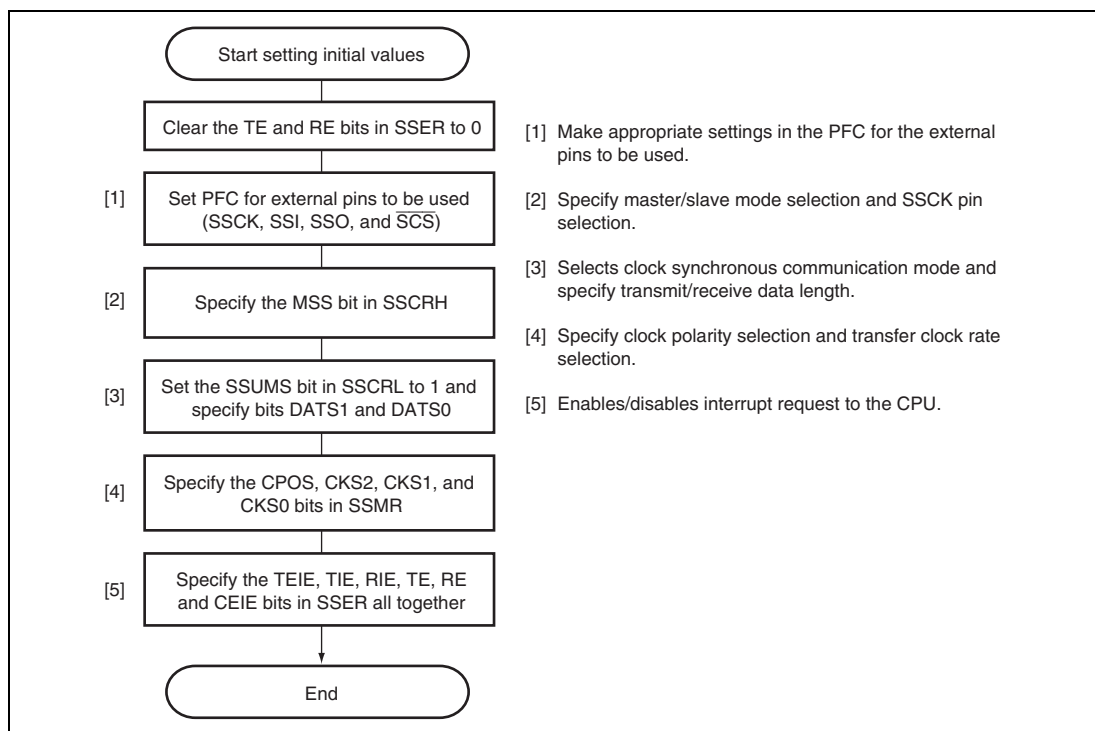 Start setting initial values
Clear the TE and RE bits in SSER to 0
[1]
Set PFC for external pins to be used
(SSCK, SSI, SSO, and S̅C̅S̅)
[2]
Specify the MSS bit in SSCRH
[3]
Set the SSUMS bit in SSCRL to 1 and
specify bits DATS1 and DATS0
[4]
Specify the CPOS, CKS2, CKS1, and
CKS0 bits in SSMR
[5]
Specify the TEIE, TIE, RIE, TE, RE
and CEIE bits in SSER all together
End
[1] Make appropriate settings in the PFC for the external
pins to be used.
[2] Specify master/slave mode selection and SSCK pin
selection.
[3] Selects clock synchronous communication mode and
specify transmit/receive data length.
[4] Specify clock polarity selection and transfer clock rate
selection.
[5] Enables/disables interrupt request to the CPU.